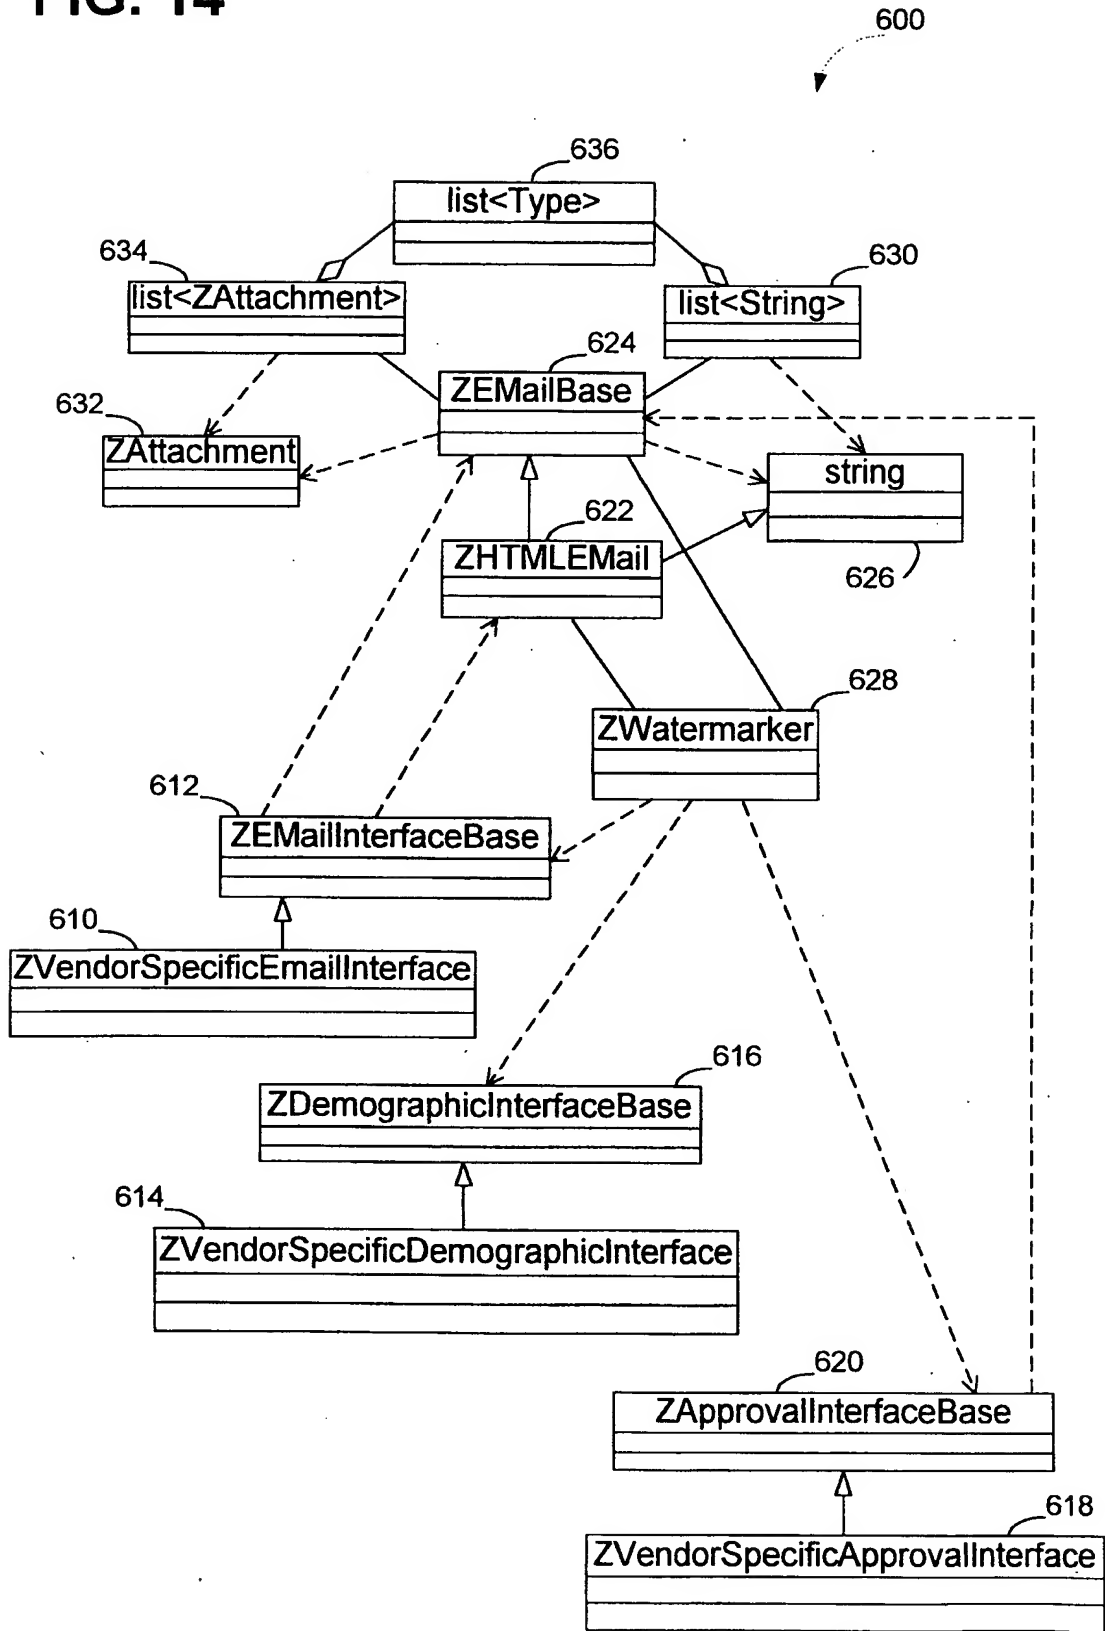 FIG. 14
600
636
list<Type>
634
630
list<ZAttachment>
list<String>
624
ZEMailBase
632
ZAttachment
string
622
626
ZHTMLEMail
628
ZWatermarker
612
ZEMailInterfaceBase
610
ZVendorSpecificEmailInterface
616
ZDemographicInterfaceBase
614
ZVendorSpecificDemographicInterface
620
ZApprovalInterfaceBase
618
ZVendorSpecificApprovalInterface